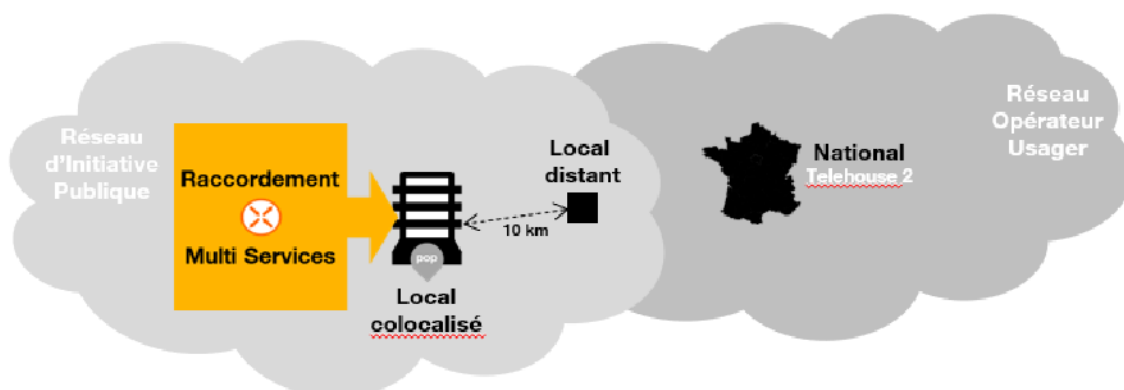 Réseau
d'Initiative
Publique
Raccordement
Multi Services
pop
Local
colocalisé
10 km
Local
distant
National
Telehouse 2
Réseau
Opérateur
Usager